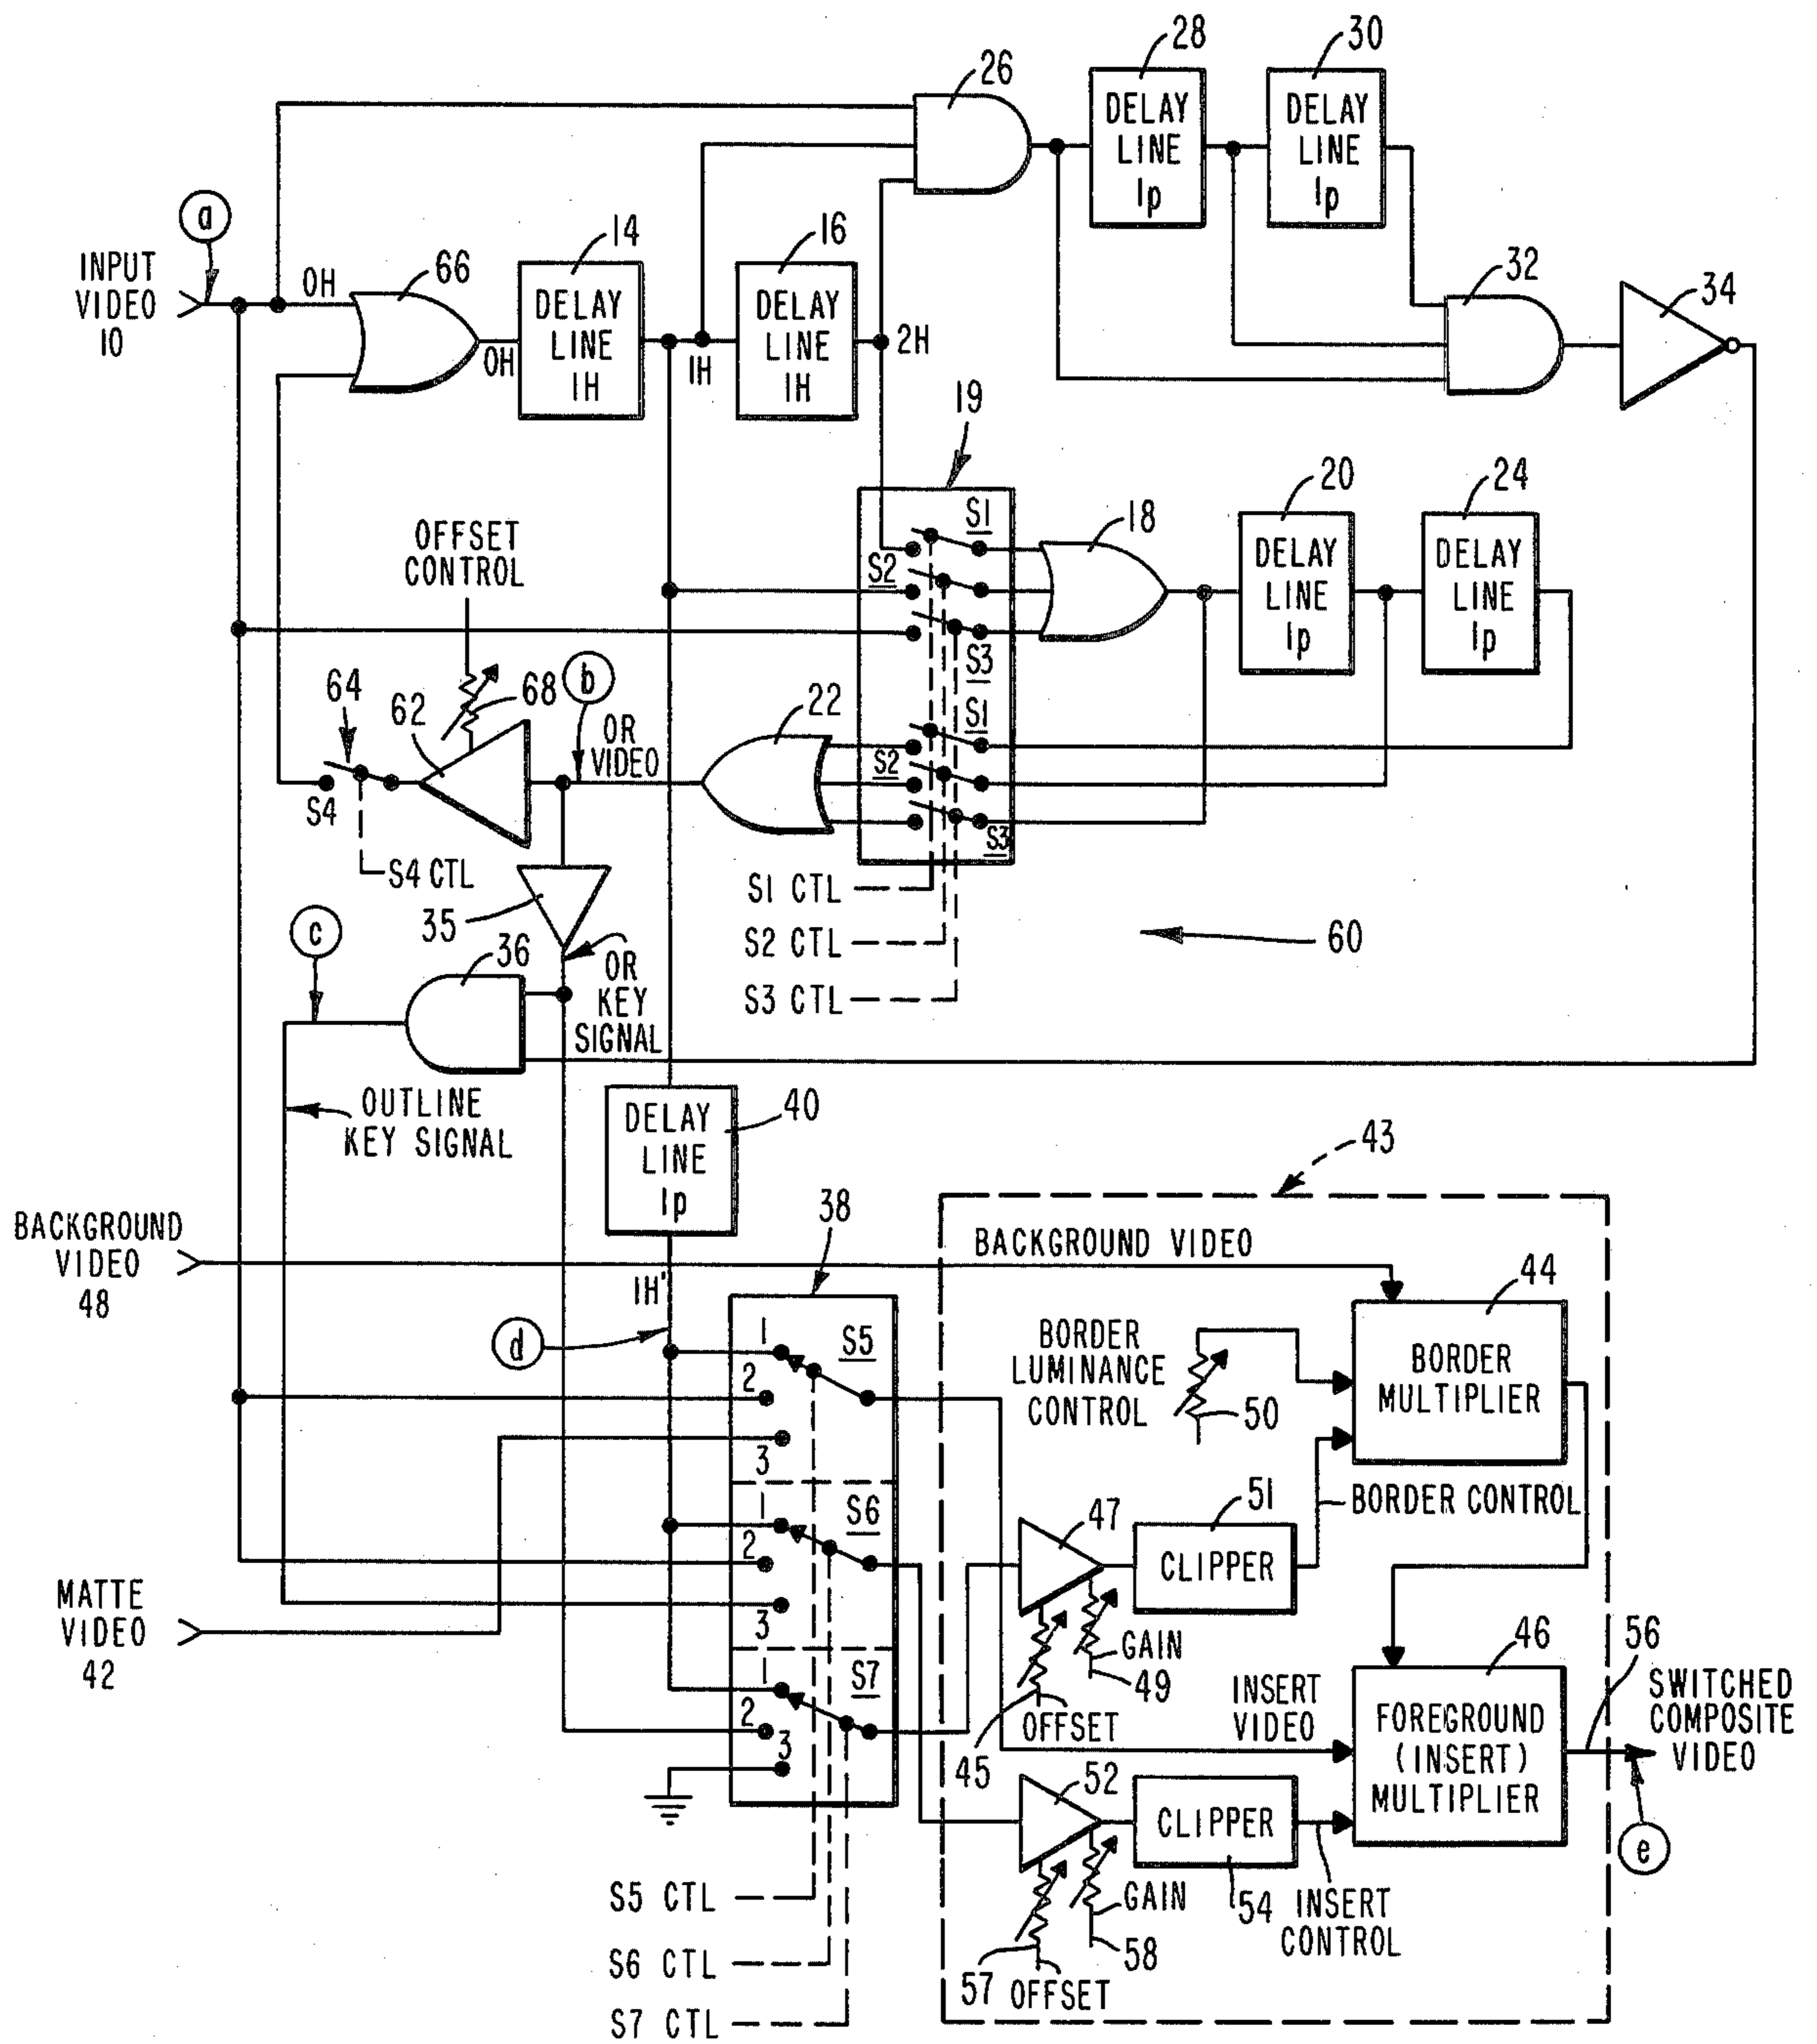 28
30
26
DELAY
LINE
1p
DELAY
LINE
1p
a
INPUT
VIDEO
10
OH
66
14
16
32
34
OH
DELAY
LINE
1H
1H
DELAY
LINE
1H
2H
19
OFFSET
CONTROL
S1
18
20
24
S2
DELAY
LINE
1p
DELAY
LINE
1p
S3
64
62
68
b
OR
VIDEO
22
S1
S2
S4
S3
S4 CTL
S1 CTL
35
S2 CTL
60
c
36
OR
KEY
SIGNAL
S3 CTL
OUTLINE
KEY SIGNAL
DELAY
LINE
1p
40
43
38
BACKGROUND
VIDEO
48
BACKGROUND VIDEO
1H'
44
d
1
S5
2
3
BORDER
LUMINANCE
CONTROL
50
BORDER
MULTIPLIER
1
S6
2
3
47
51
BORDER CONTROL
CLIPPER
MATTE
VIDEO
42
GAIN
49
46
56
1
S7
2
3
OFFSET
45
INSERT
VIDEO
FOREGROUND
(INSERT)
MULTIPLIER
SWITCHED
COMPOSITE
VIDEO
52
CLIPPER
e
S5 CTL
GAIN
58
54
INSERT
CONTROL
S6 CTL
57
OFFSET
S7 CTL